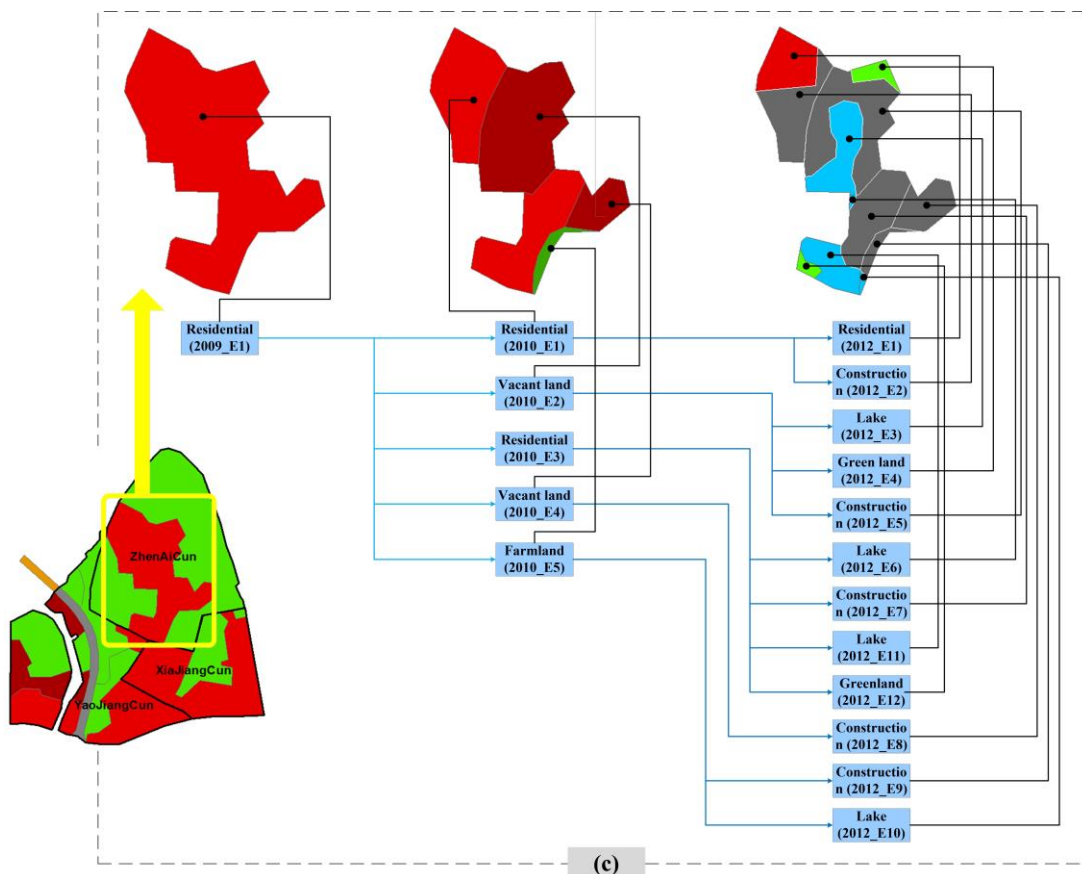 Residential
(2009_E1)
Residential
(2010_E1)
Vacant land
(2010_E2)
Residential
(2010_E3)
Vacant land
(2010_E4)
Farmland
(2010_E5)
Residential
(2012_E1)
Constructio
n (2012_E2)
Lake
(2012_E3)
Green land
(2012_E4)
Constructio
n (2012_E5)
Lake
(2012_E6)
Constructio
n (2012_E7)
Lake
(2012_E11)
Greenland
(2012_E12)
Constructio
n (2012_E8)
Constructio
n (2012_E9)
Lake
(2012_E10)
ZhenAiCun
XiaJiangCun
YaoJiangCun
(c)